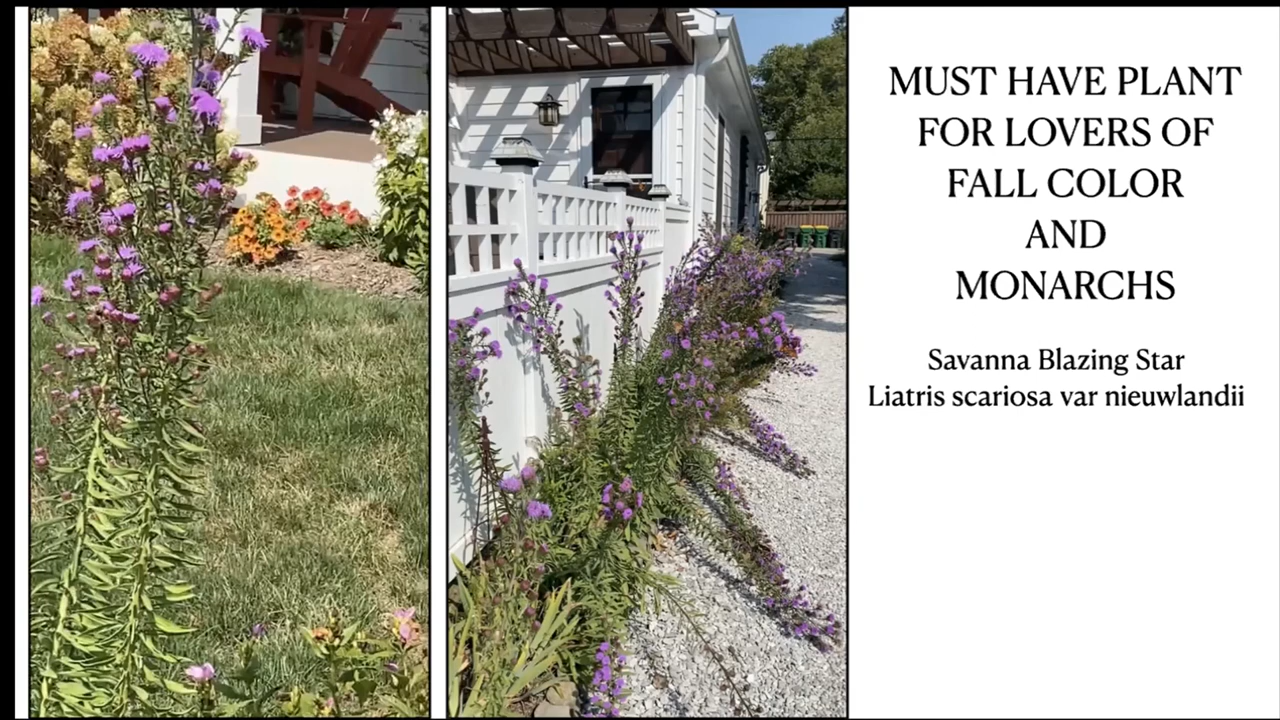 MUST HAVE PLANT
FOR LOVERS OF
FALL COLOR
AND
MONARCHS
Savanna Blazing Star
Liatris scariosa var nieuwlandii